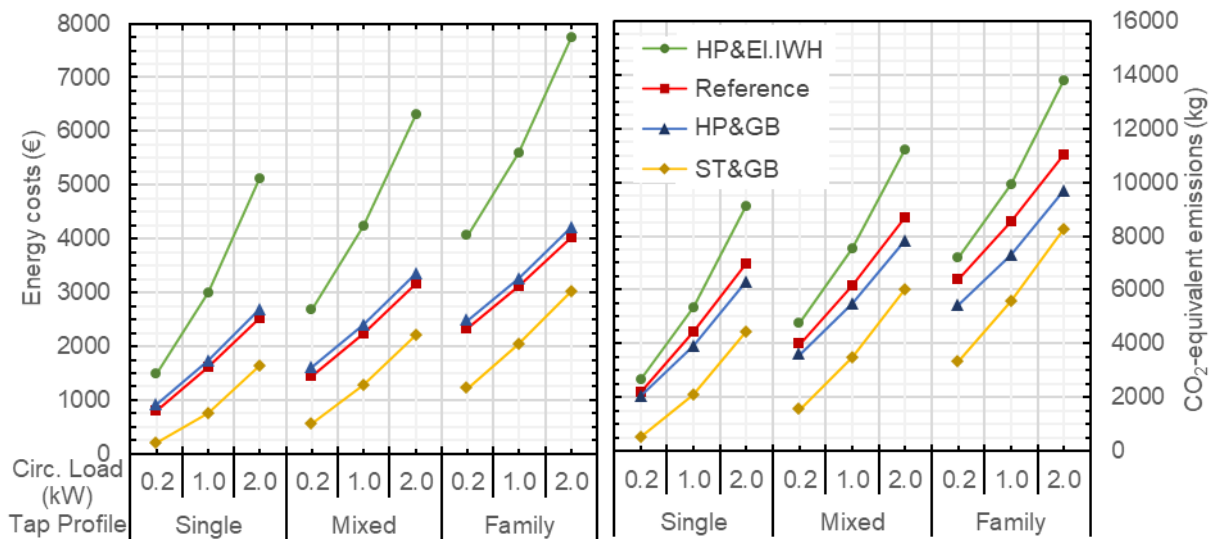 8000
7000
6000
5000
4000
3000
2000
1000
0
Energy costs (€)
HP&El.IWH
Reference
HP&GB
ST&GB
16000
14000
12000
10000
8000
6000
4000
2000
0
CO₂-equivalent emissions (kg)
Circ. Load (kW)
0.2 1.0 2.0 0.2 1.0 2.0 0.2 1.0 2.0
0.2 1.0 2.0 0.2 1.0 2.0 0.2 1.0 2.0
Tap Profile
Single Mixed Family
Single Mixed Family